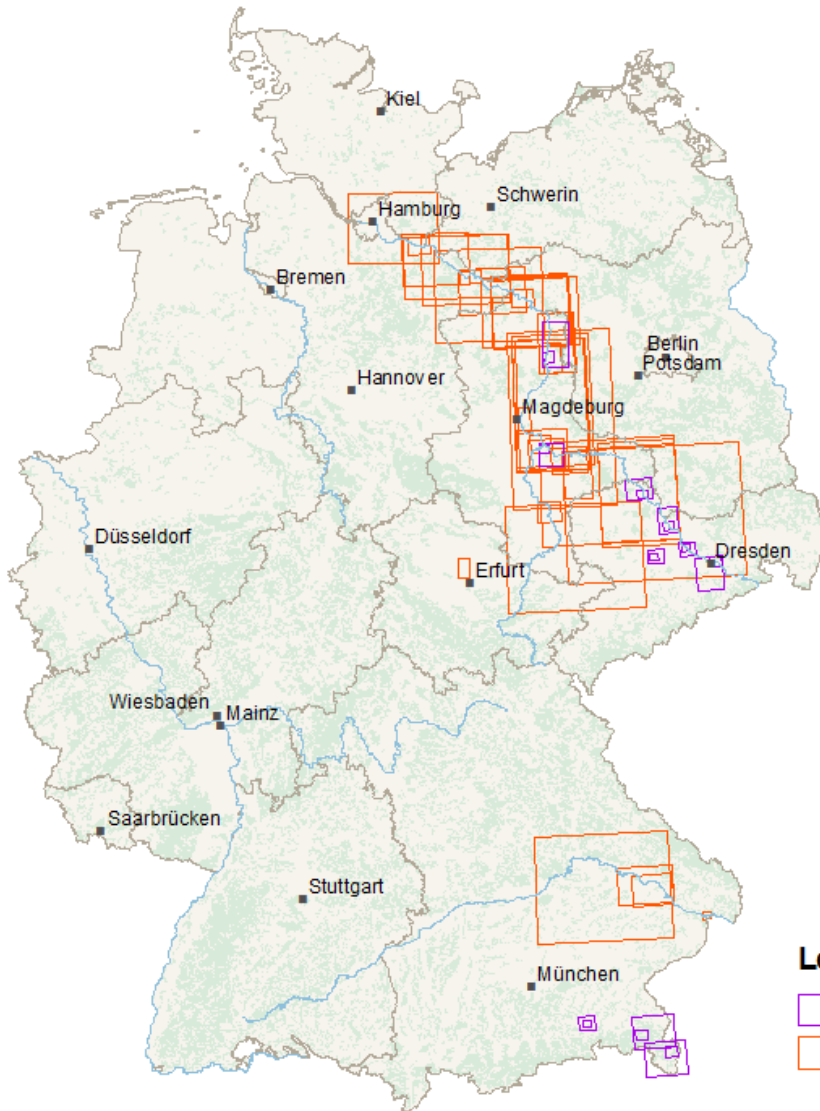 Kiel
Schwerin
Hamburg
Bremen
Berlin
Potsdam
Hannover
Magdeburg
Düsseldorf
Dresden
Erfurt
Wiesbaden
Mainz
Saarbrücken
Stuttgart
München